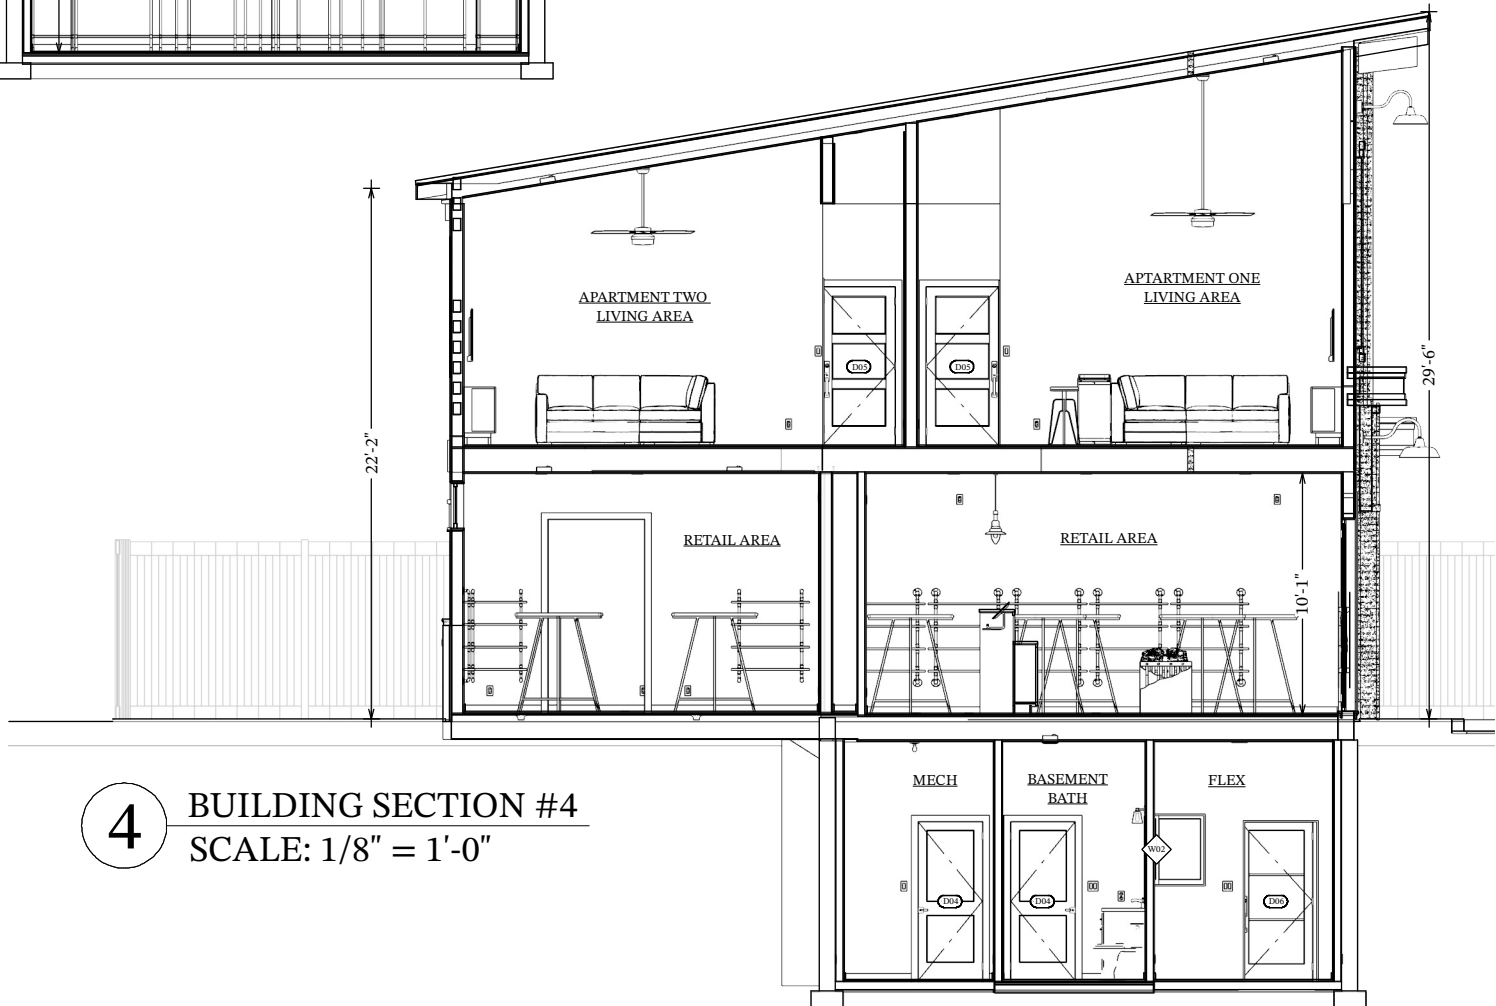 APARTMENT TWO
LIVING AREA
APTARTMENT ONE
LIVING AREA
D05
D05
29'-6"
22'-2"
RETAIL AREA
RETAIL AREA
10'-1"
MECH
BASEMENT
BATH
FLEX
W02
D04
D04
D06
4
BUILDING SECTION #4
SCALE: 1/8" = 1'-0"